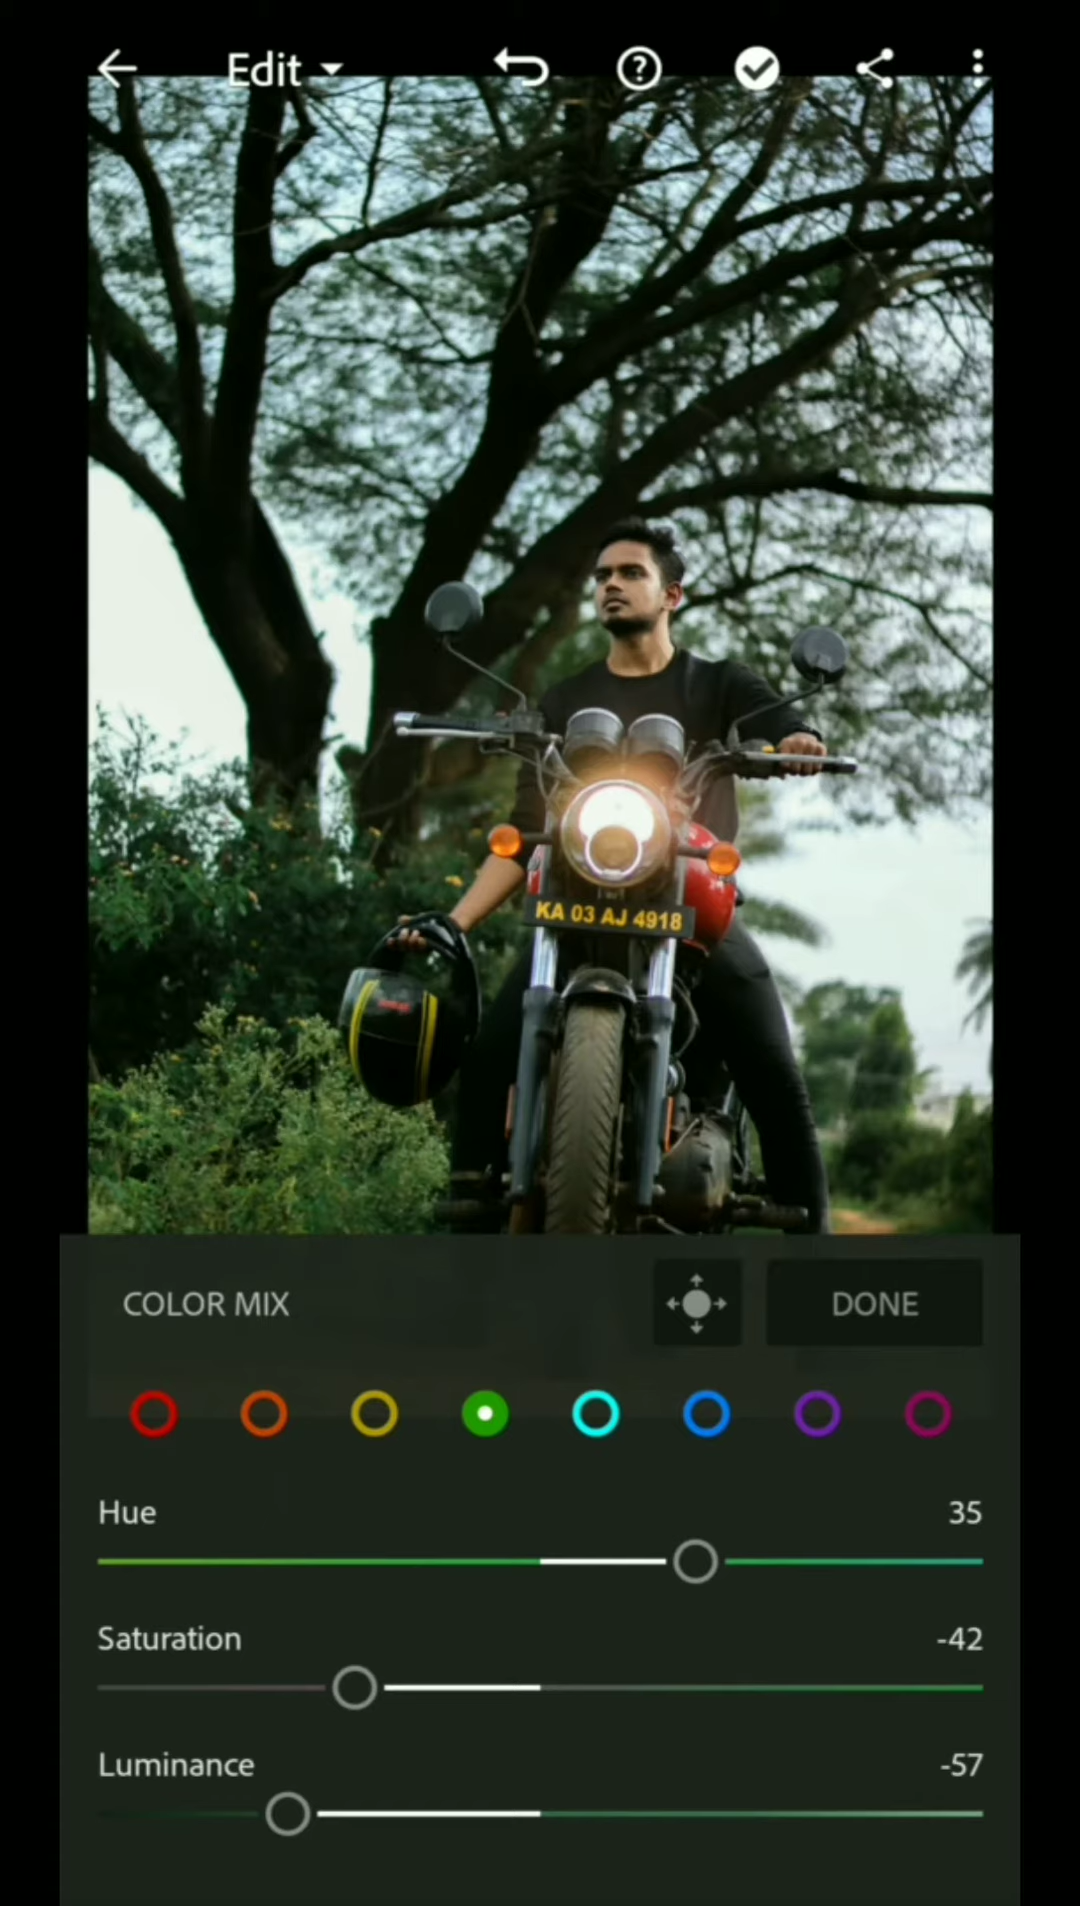 Edit
KA 03 AJ 4918
COLOR MIX
DONE
Hue 35
Saturation -42
Luminance -57